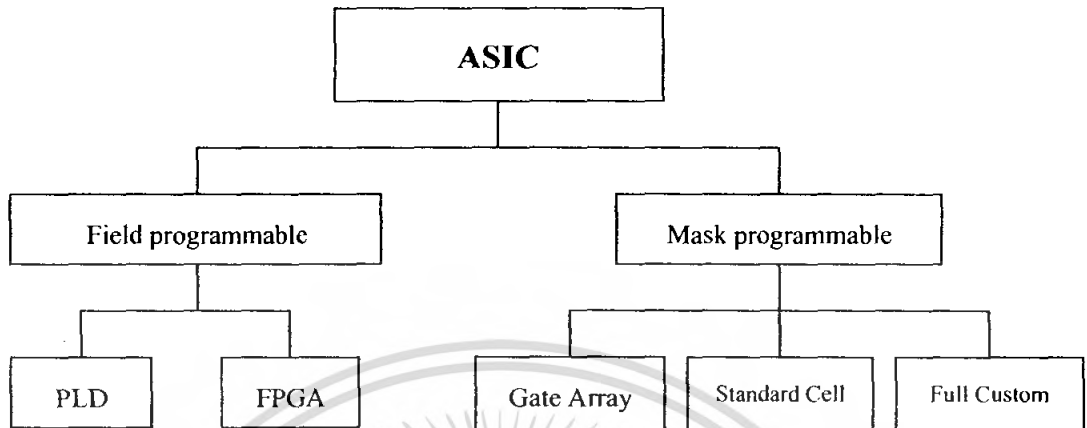 ASIC
Field programmable
Mask programmable
PLD
FPGA
Gate Array
Standard Cell
Full Custom